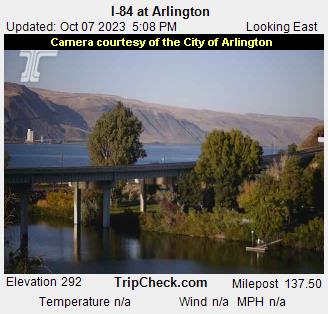 I-84 at Arlington
Updated: Oct 07 2023 5:08 PM Looking East
Camera courtesy of the City of Arlington
Elevation 292 TripCheck.com Milepost 137.50
Temperature n/a Wind n/a MPH n/a